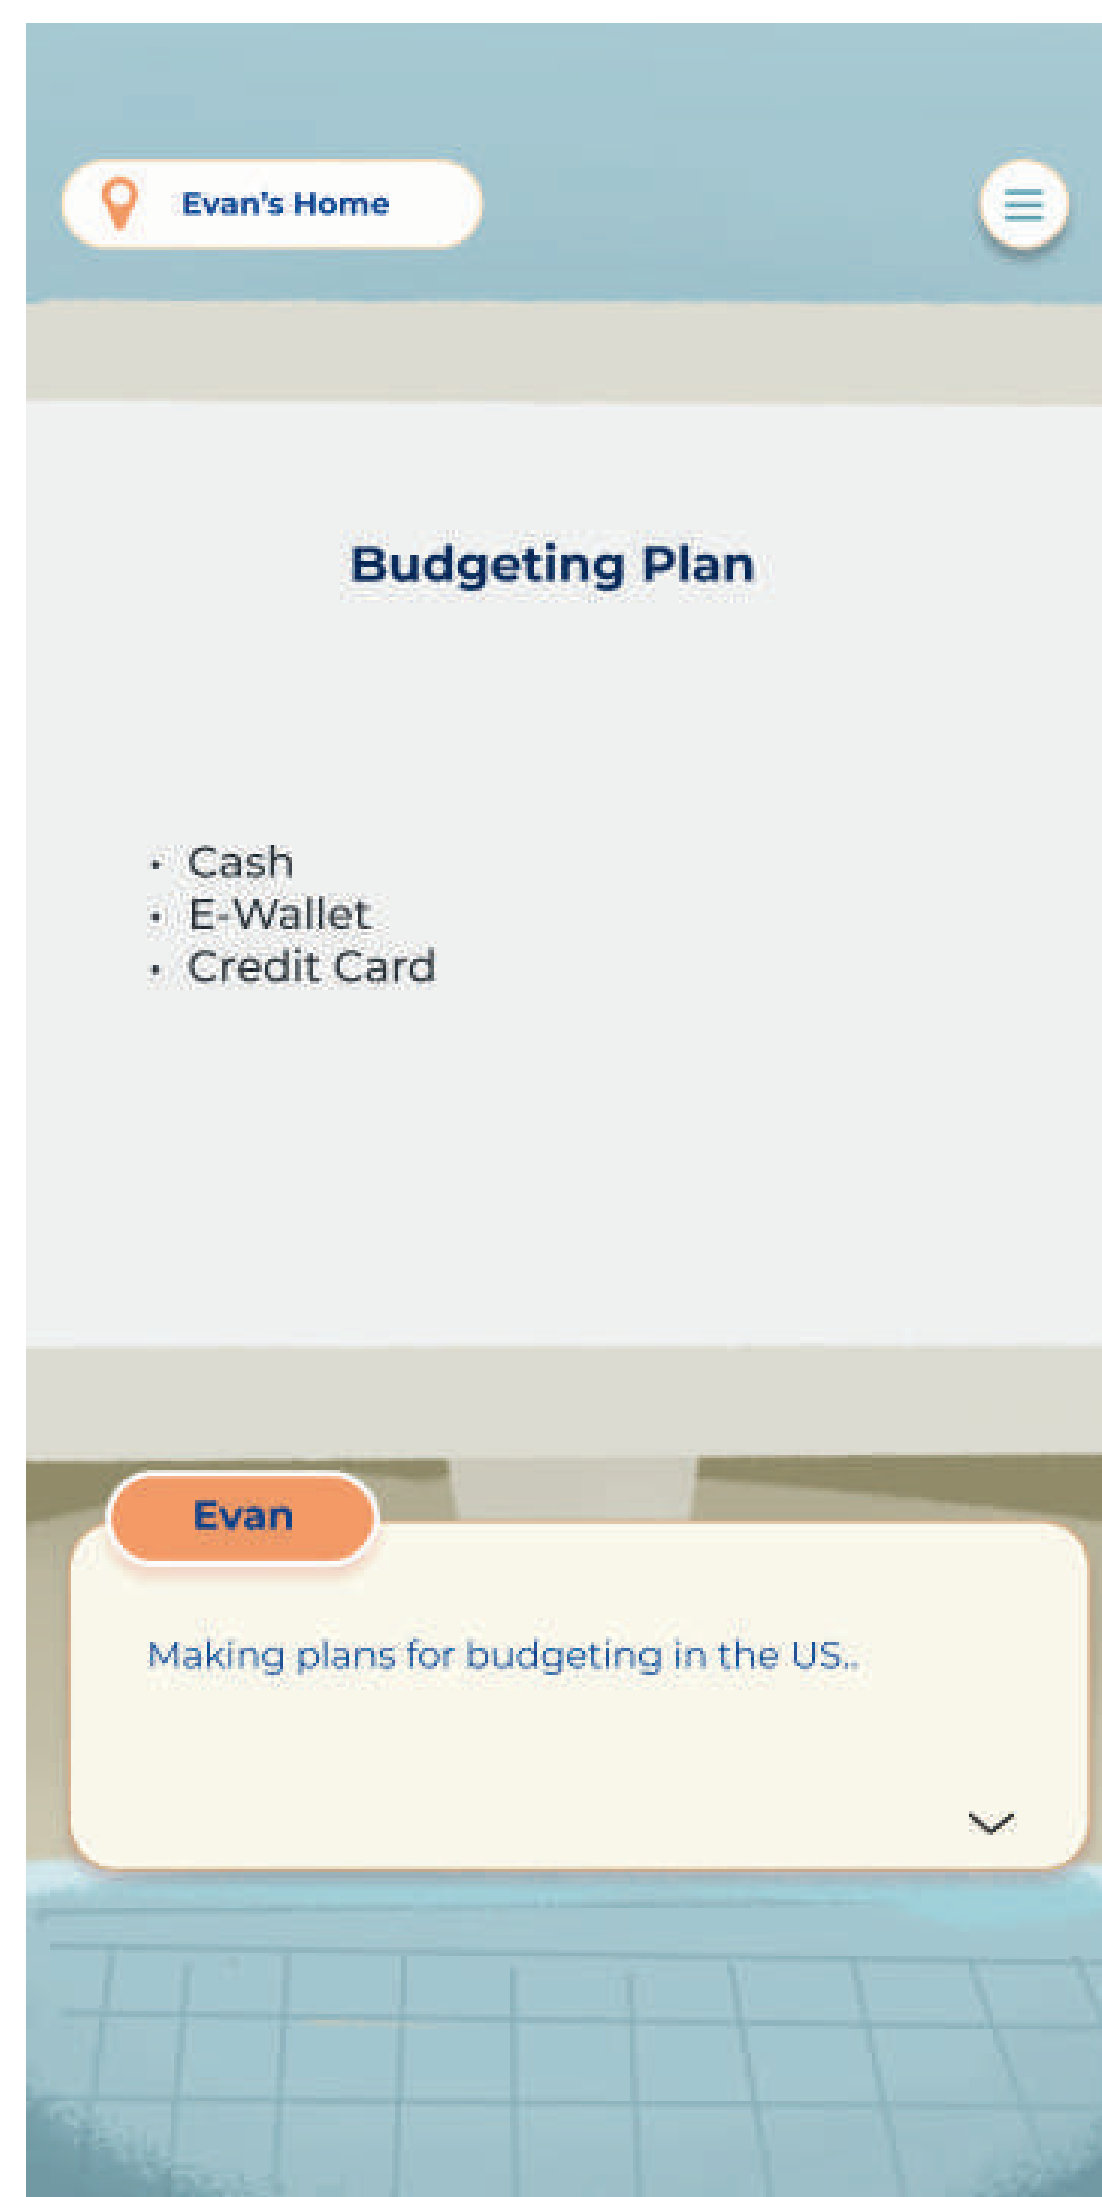 Evan's Home
Budgeting Plan
• Cash
• E-Wallet
• Credit Card
Evan
Making plans for budgeting in the US..